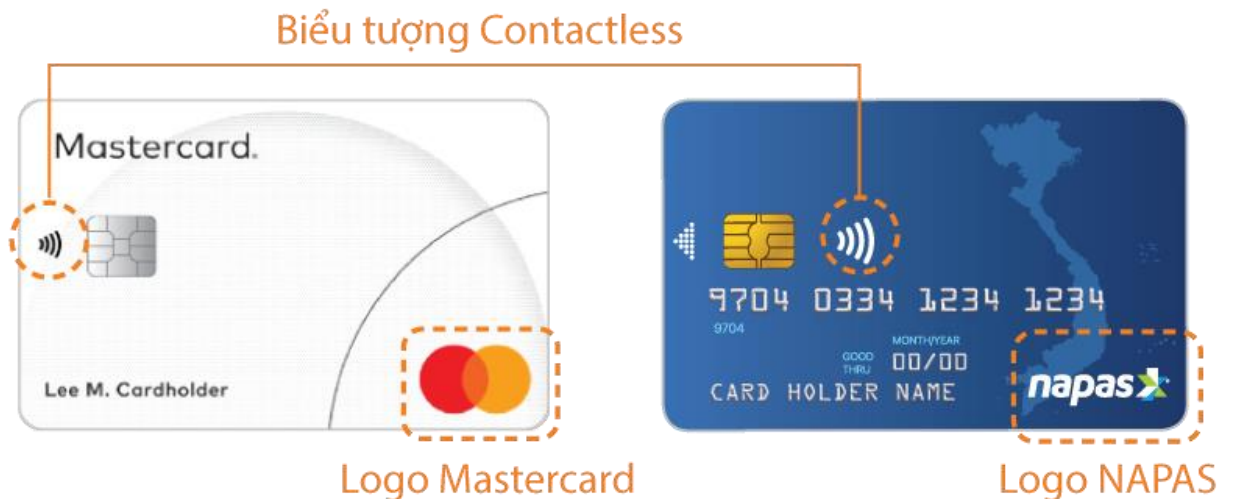 Biểu tượng Contactless
Mastercard.
Lee M. Cardholder
Logo Mastercard
9704 0334 1234 1234
9704
MONTH/YEAR
GOOD
THRU
00/00
CARD HOLDER NAME
napas
Logo NAPAS